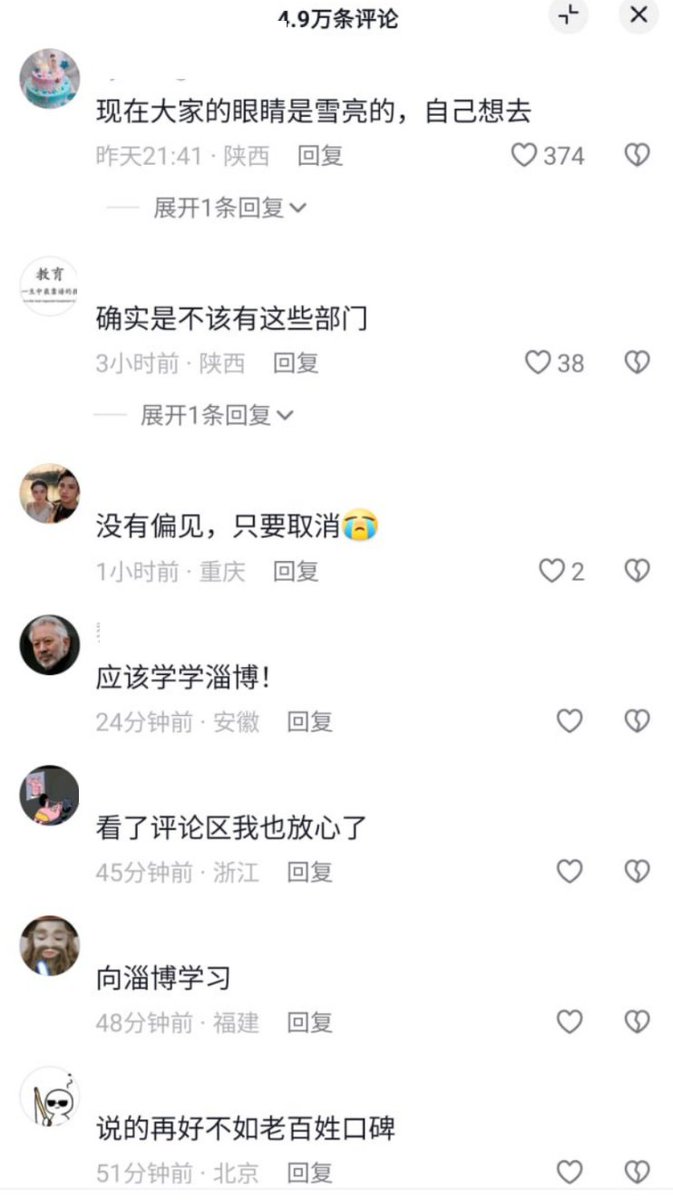 4.9万条评论
现在大家的眼睛是雪亮的，自己想去
昨天21:41 · 陕西 回复 374
展开1条回复
教育
确实是不该有这些部门
3小时前 · 陕西 回复 38
展开1条回复
没有偏见，只要取消😭
1小时前 · 重庆 回复 2
应该学学淄博！
24分钟前 · 安徽 回复
看了评论区我也放心了
45分钟前 · 浙江 回复
向淄博学习
48分钟前 · 福建 回复
说的再好不如老百姓口碑
51分钟前 · 北京 回复